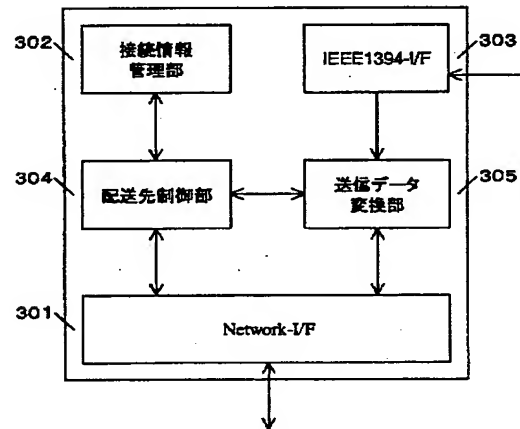 302
接続情報
管理部
IEEE1394-I/F
303
304
配送先制御部
送信データ
変換部
305
301
Network-I/F